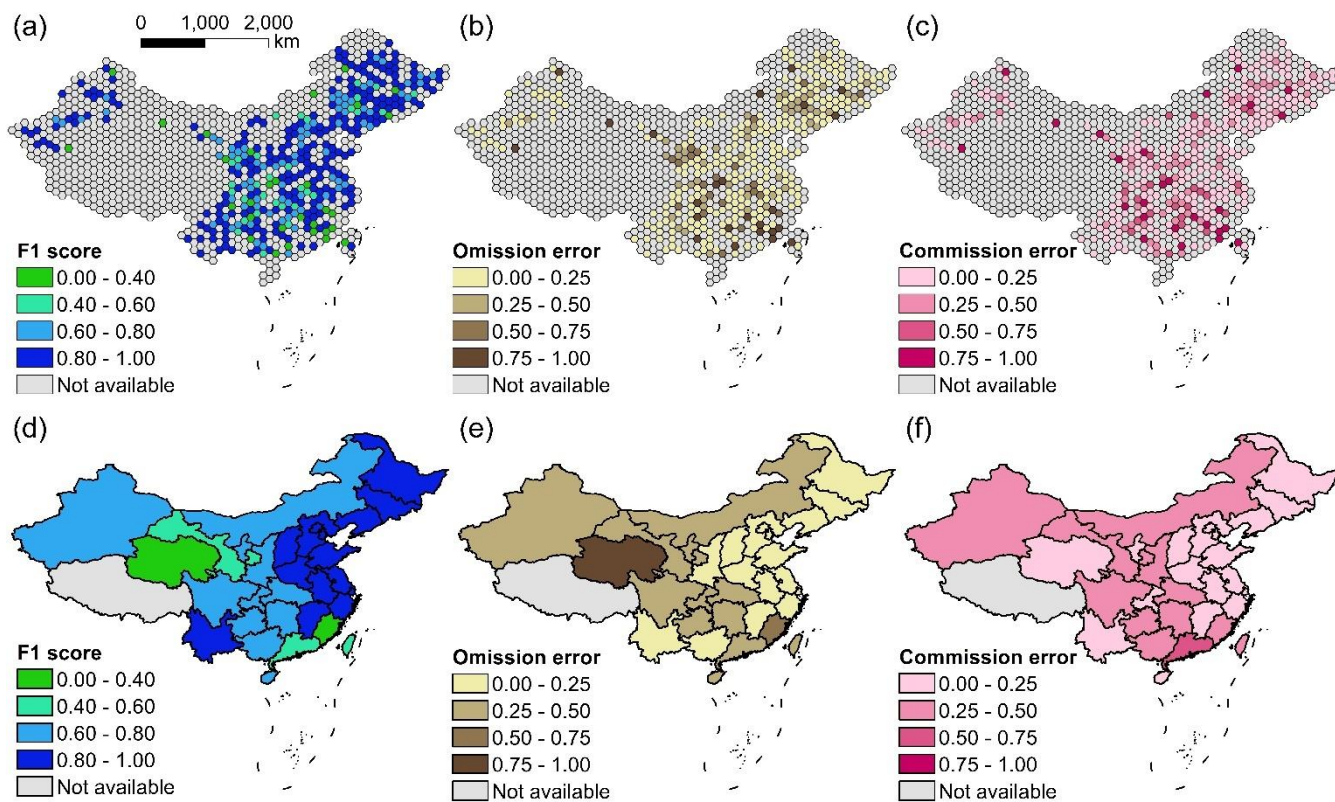 (a)
0 1,000 2,000
km
F1 score
0.00 - 0.40
0.40 - 0.60
0.60 - 0.80
0.80 - 1.00
Not available
(b)
Omission error
0.00 - 0.25
0.25 - 0.50
0.50 - 0.75
0.75 - 1.00
Not available
(c)
Commission error
0.00 - 0.25
0.25 - 0.50
0.50 - 0.75
0.75 - 1.00
Not available
(d)
F1 score
0.00 - 0.40
0.40 - 0.60
0.60 - 0.80
0.80 - 1.00
Not available
(e)
Omission error
0.00 - 0.25
0.25 - 0.50
0.50 - 0.75
0.75 - 1.00
Not available
(f)
Commission error
0.00 - 0.25
0.25 - 0.50
0.50 - 0.75
0.75 - 1.00
Not available